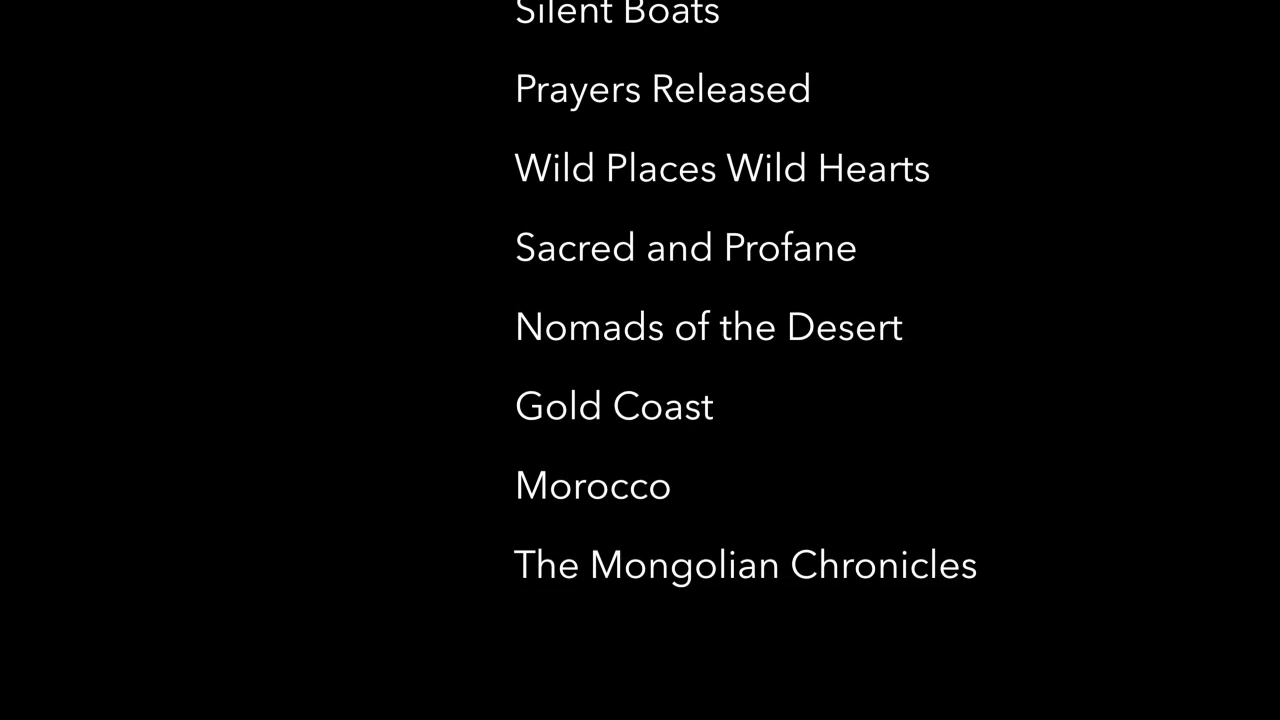 Silent Boats
Prayers Released
Wild Places Wild Hearts
Sacred and Profane
Nomads of the Desert
Gold Coast
Morocco
The Mongolian Chronicles